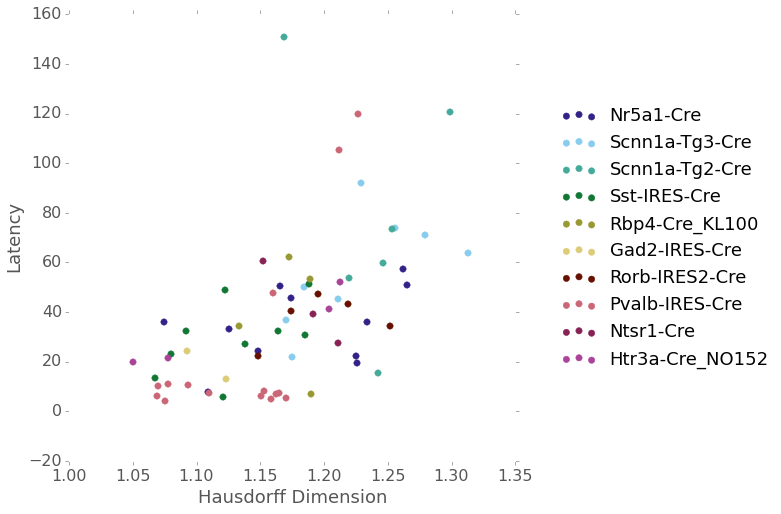 160
140
120
100
80
60
40
20
0
−20
Latency
1.00 1.05 1.10 1.15 1.20 1.25 1.30 1.35
Hausdorff Dimension
Nr5a1-Cre
Scnn1a-Tg3-Cre
Scnn1a-Tg2-Cre
Sst-IRES-Cre
Rbp4-Cre_KL100
Gad2-IRES-Cre
Rorb-IRES2-Cre
Pvalb-IRES-Cre
Ntsr1-Cre
Htr3a-Cre_NO152